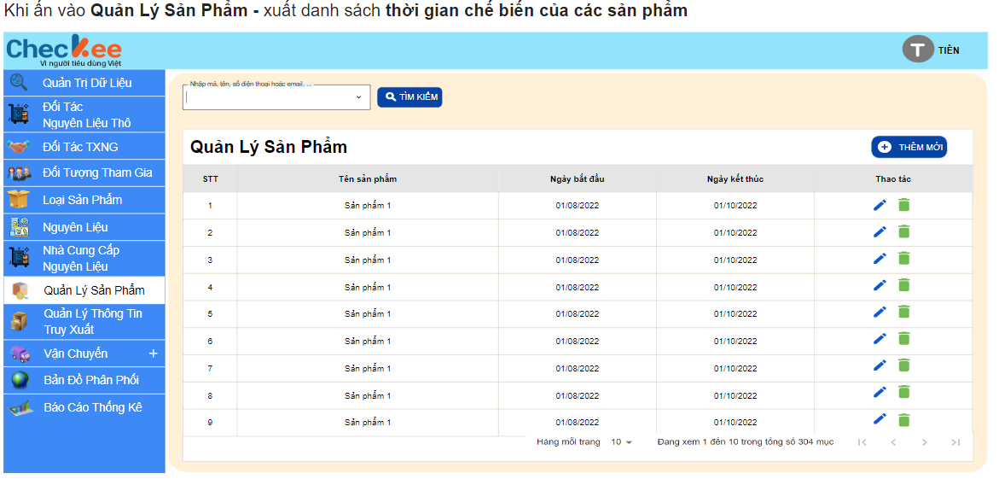 Khi ấn vào Quản Lý Sản Phẩm - xuất danh sách thời gian chế biến của các sản phẩm
Checkee
Vì người tiêu dùng Việt
T TIÊN
Quản Trị Dữ Liệu
Đối Tác
Nguyên Liệu Thô
Đối Tác TXNG
Đối Tượng Tham Gia
Loại Sản Phẩm
Nguyên Liệu
Nhà Cung Cấp
Nguyên Liệu
Quản Lý Sản Phẩm
Quản Lý Thông Tin
Truy Xuất
Vận Chuyển +
Bản Đồ Phân Phối
Báo Cáo Thống Kê
Nhập mã, tên, số điện thoại hoặc email, ...
TÌM KIẾM
Quản Lý Sản Phẩm
THÊM MỚI
STT Tên sản phẩm Ngày bắt đầu Ngày kết thúc Thao tác
1 Sản phẩm 1 01/08/2022 01/10/2022
2 Sản phẩm 1 01/08/2022 01/10/2022
3 Sản phẩm 1 01/08/2022 01/10/2022
4 Sản phẩm 1 01/08/2022 01/10/2022
5 Sản phẩm 1 01/08/2022 01/10/2022
6 Sản phẩm 1 01/08/2022 01/10/2022
7 Sản phẩm 1 01/08/2022 01/10/2022
8 Sản phẩm 1 01/08/2022 01/10/2022
9 Sản phẩm 1 01/08/2022 01/10/2022
Hàng mỗi trang 10 Đang xem 1 đến 10 trong tổng số 304 mục